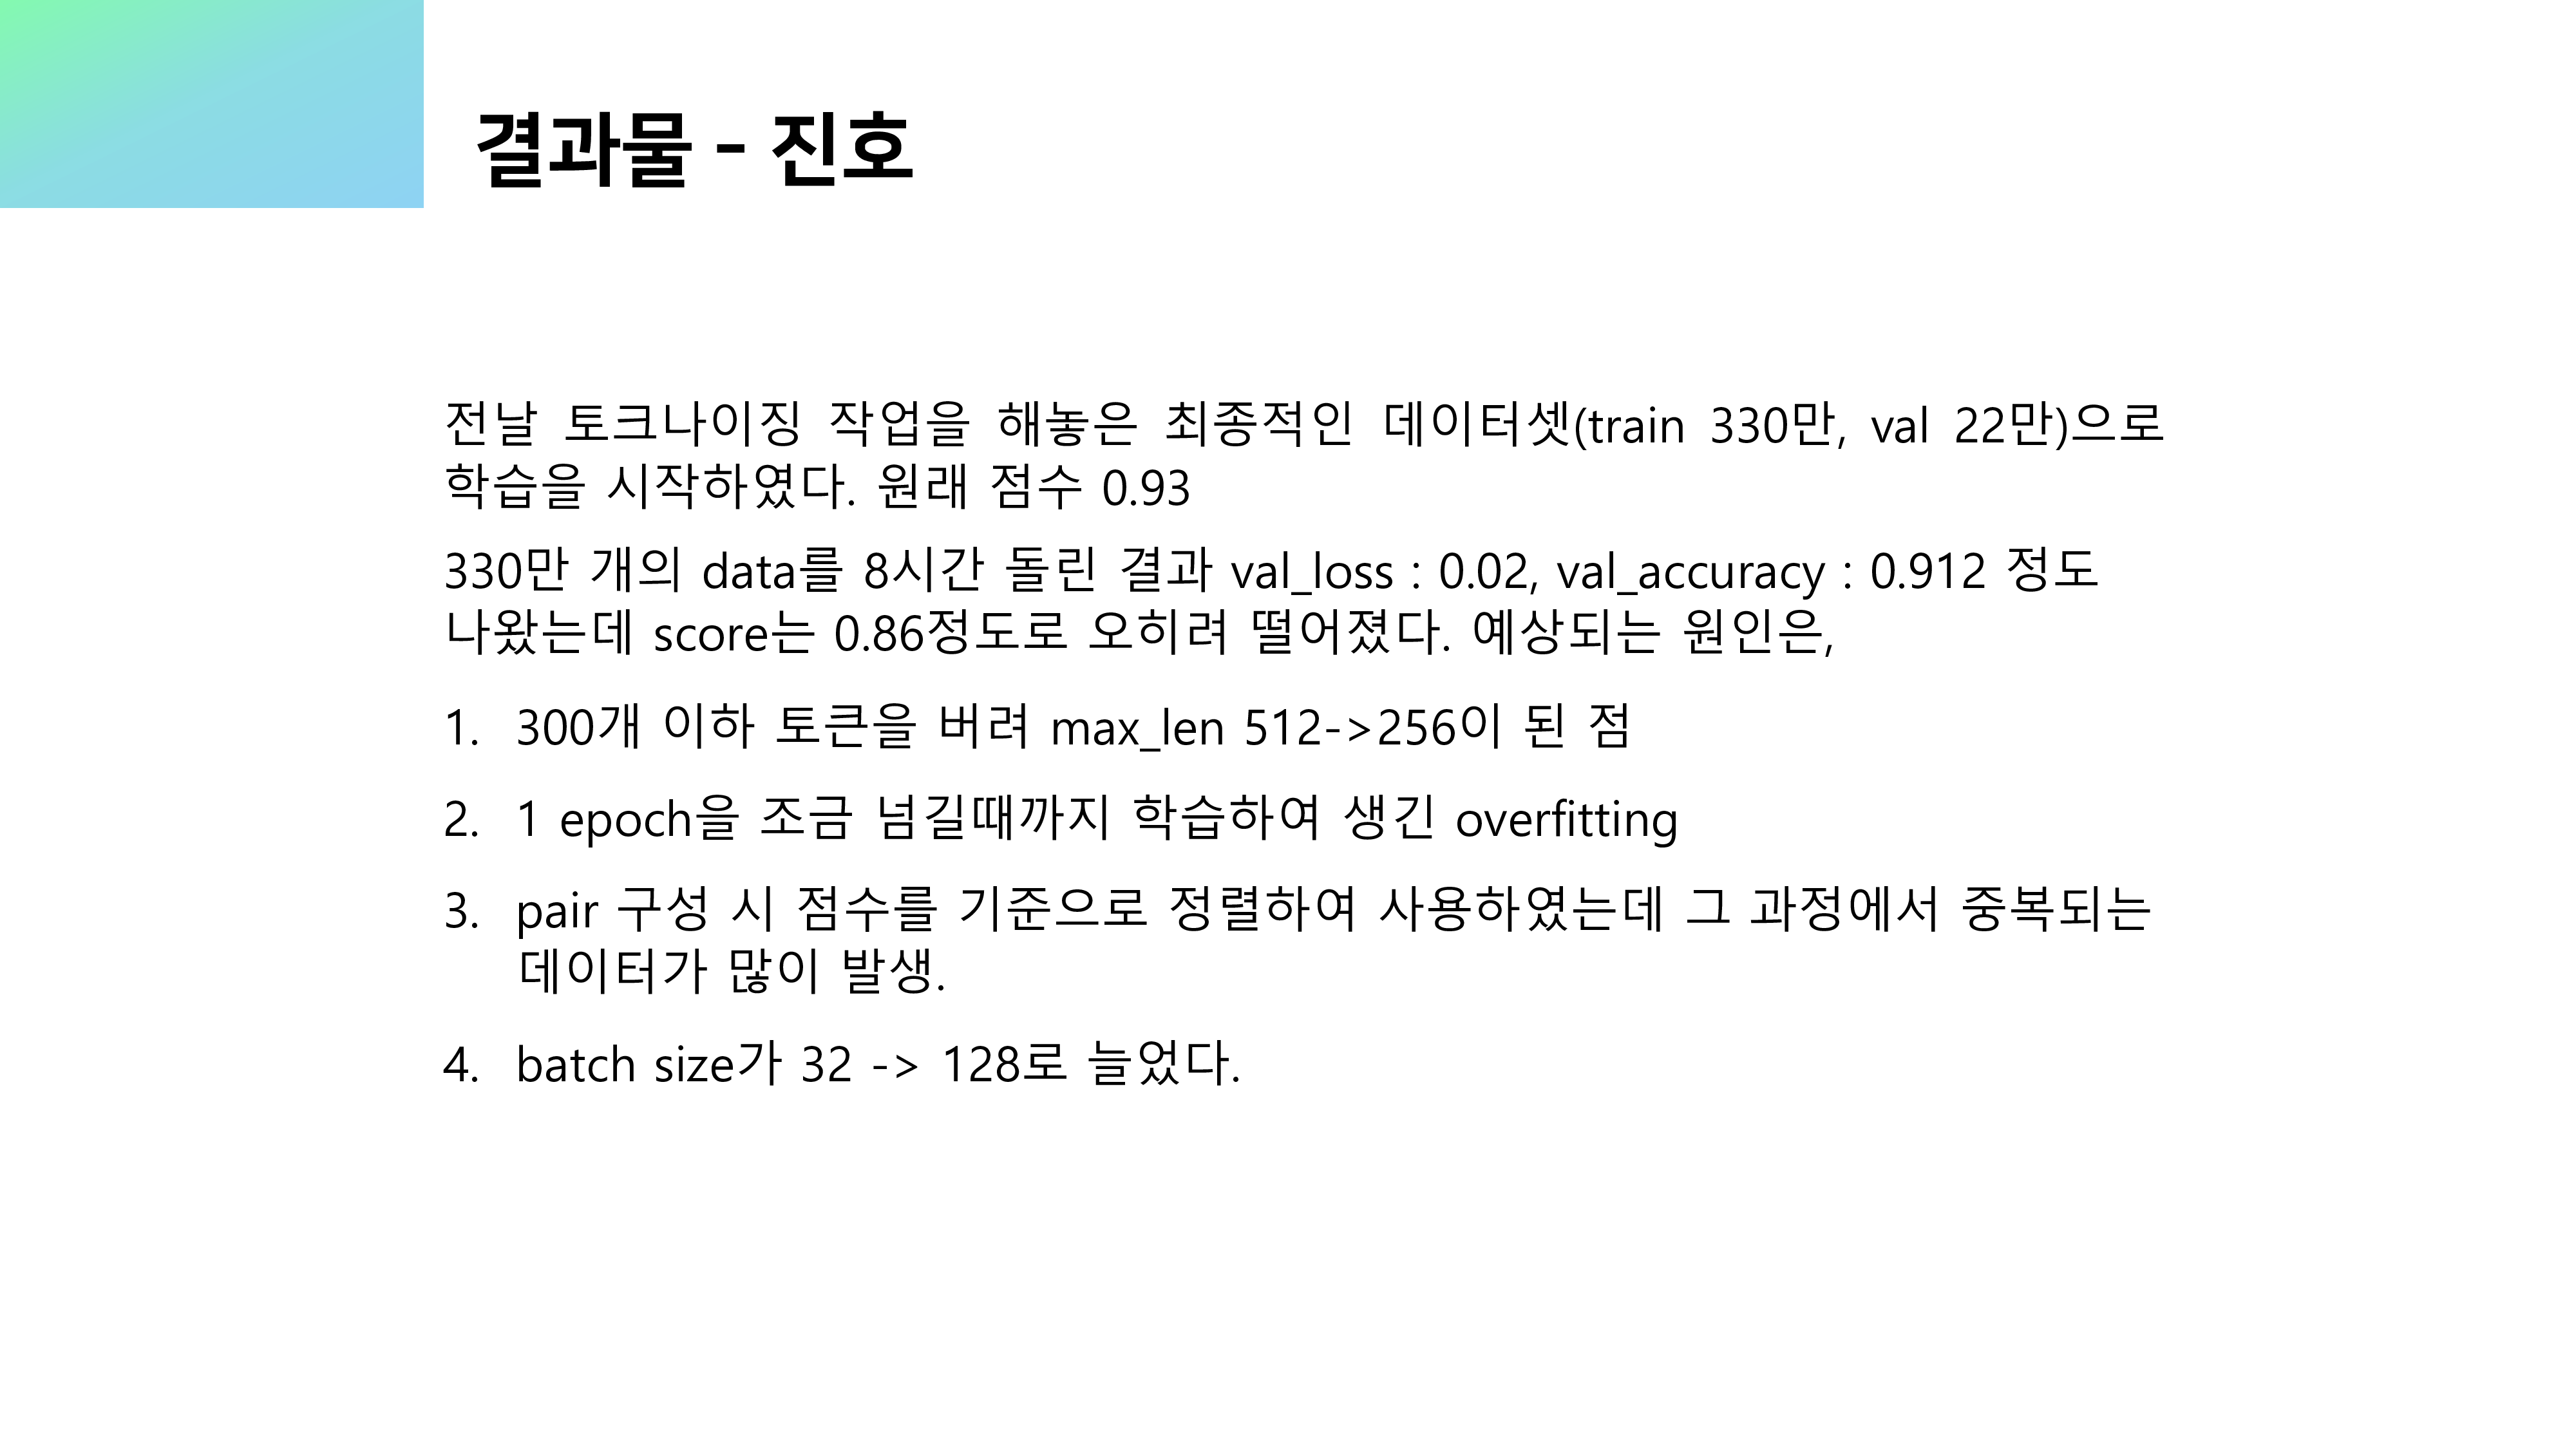 결과물 – 진호
전날 토크나이징 작업을 해놓은 최종적인 데이터셋(train 330만, val 22만)으로
학습을 시작하였다. 원래 점수 0.93
330만 개의 data를 8시간 돌린 결과 val_loss : 0.02, val_accuracy : 0.912 정도
나왔는데 score는 0.86정도로 오히려 떨어졌다. 예상되는 원인은,
1. 300개 이하 토큰을 버려 max_len 512->256이 된 점
2. 1 epoch을 조금 넘길때까지 학습하여 생긴 overfitting
3. pair 구성 시 점수를 기준으로 정렬하여 사용하였는데 그 과정에서 중복되는
데이터가 많이 발생.
4. batch size가 32 -> 128로 늘었다.